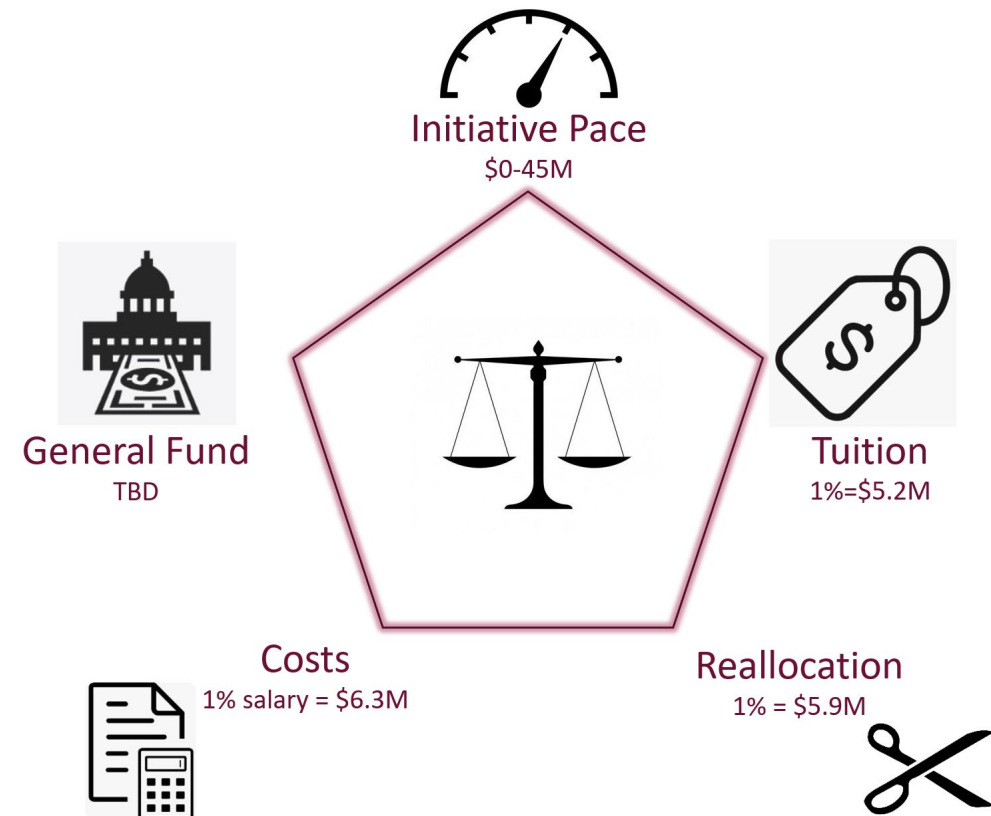 Initiative Pace
$0-45M
General Fund
TBD
$
Tuition
1%=$5.2M
Costs
1% salary = $6.3M
Reallocation
1% = $5.9M